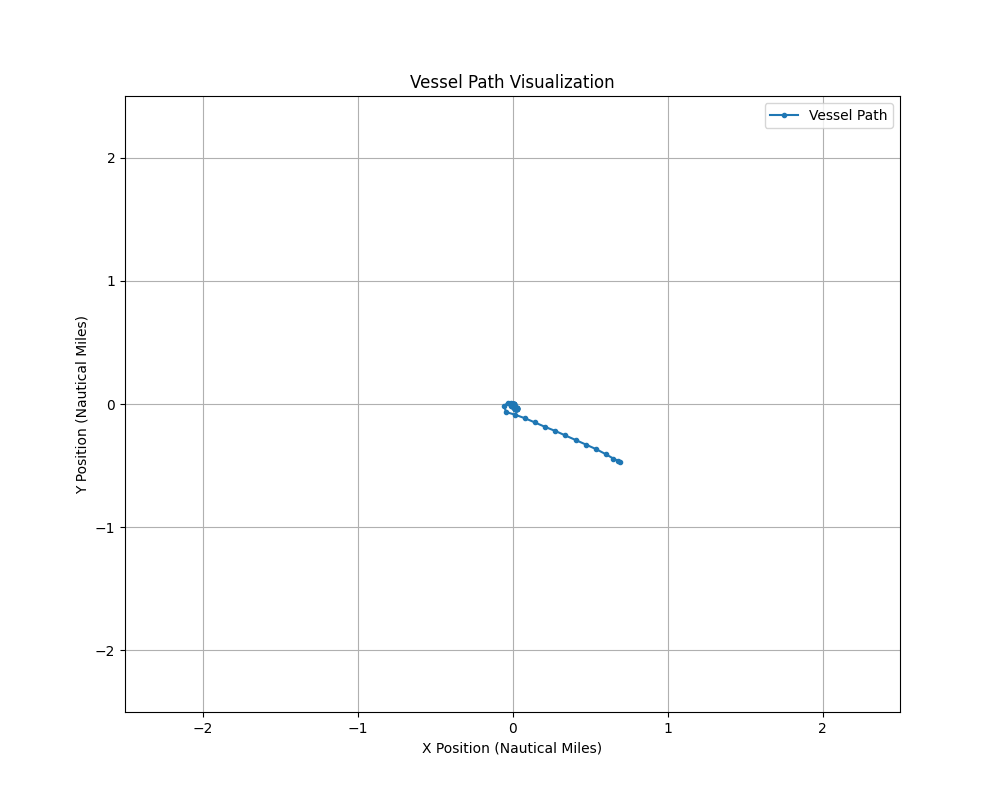 Vessel Path Visualization
Vessel Path
2
1
0
−1
−2
Y Position (Nautical Miles)
−2
−1
0
1
2
X Position (Nautical Miles)